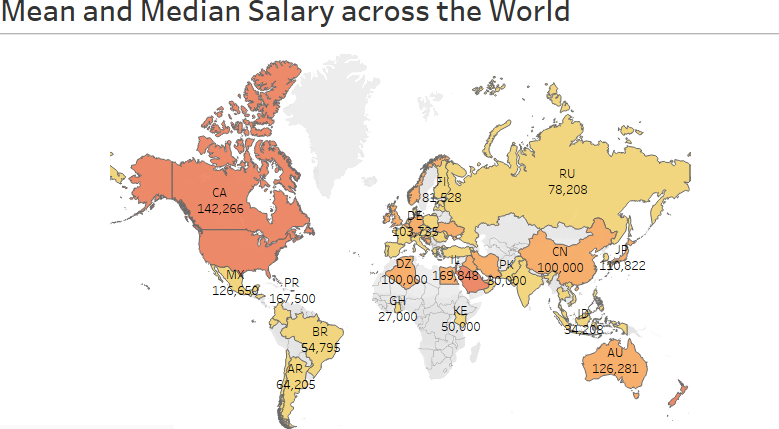 Mean and Median Salary across the World
CA
142,266
RU
78,208
FI
81,528
DE
103,735
CN
100,000
JP
110,822
DZ
100,000
IL
169,848
PK
30,000
MX
126,650
PR
167,500
GH
27,000
KE
50,000
ID
34,208
BR
54,795
AR
64,205
AU
126,281